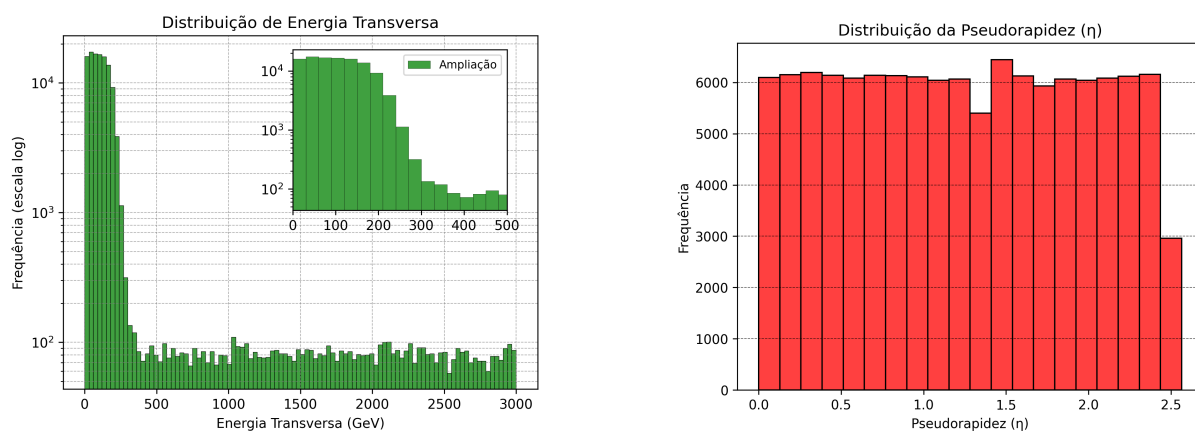 Distribuição de Energia Transversa
Frequência (escala log)
10⁴
10³
10²
0 500 1000 1500 2000 2500 3000
Energia Transversa (GeV)
Ampliação
10⁴
10³
10²
0 100 200 300 400 500
Distribuição da Pseudorapidez (η)
Frequência
6000
5000
4000
3000
2000
1000
0
0.0 0.5 1.0 1.5 2.0 2.5
Pseudorapidez (η)